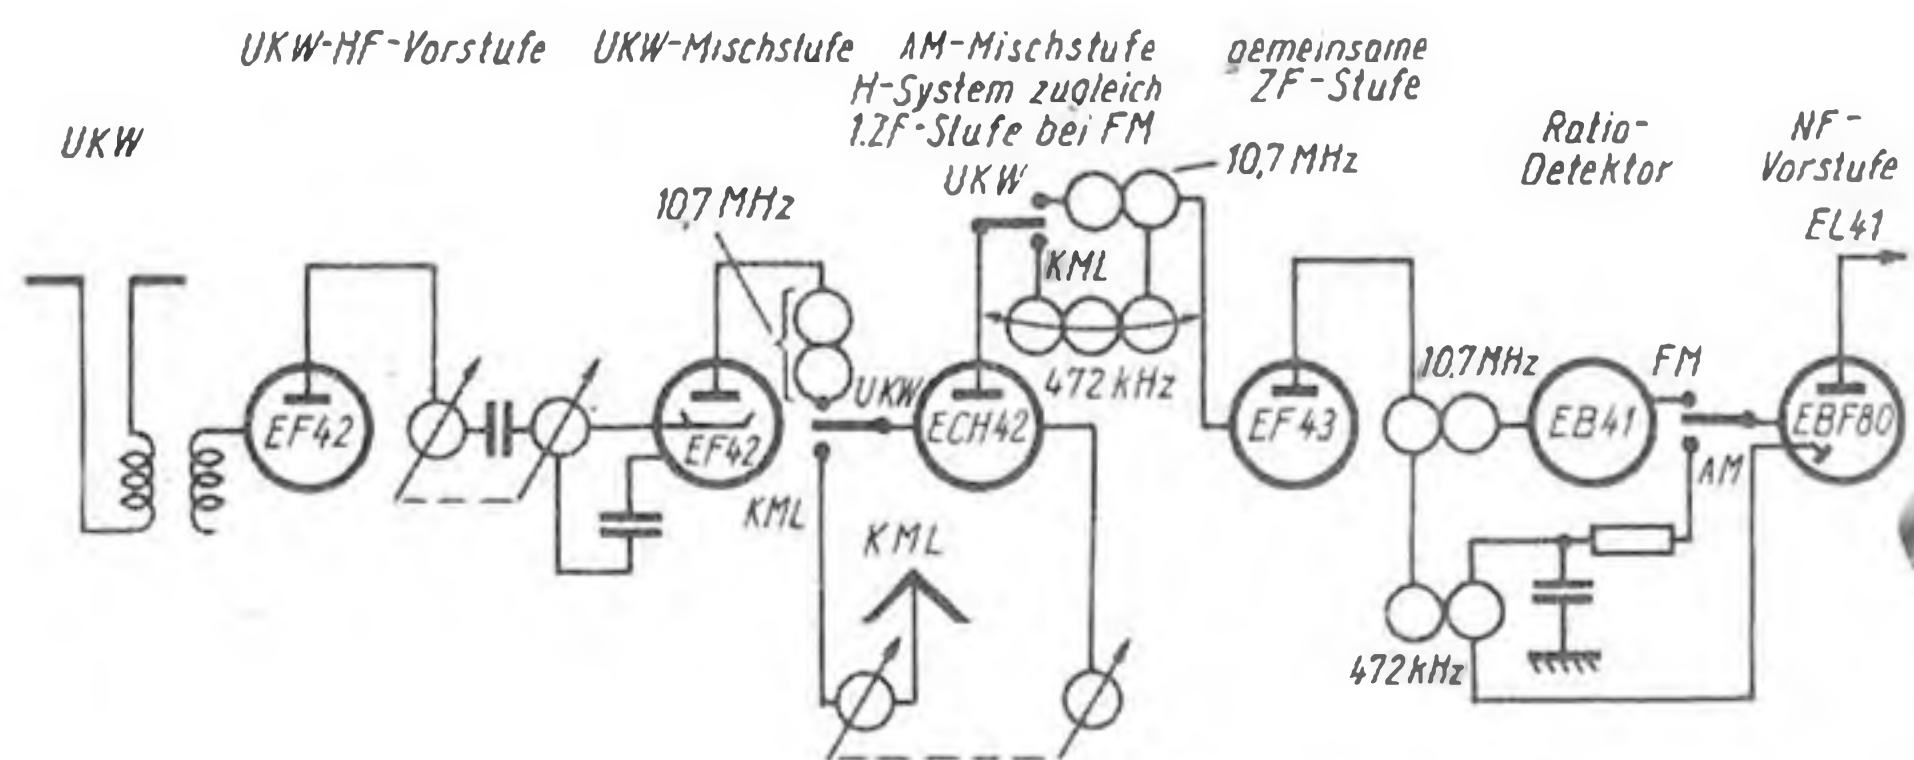 UKW-HF-Vorstufe
UKW-Mischstufe
AM-Mischstufe
H-System zugleich
1.ZF-Stufe bei FM
gemeinsame
ZF-Stufe
UKW
Ratio-
Detektor
NF-
Vorstufe
EL41
10,7 MHz
UKW
10,7 MHz
KML
472 kHz
UKW
KML
KML
EF42
EF42
ECH42
EF43
10,7 MHz
EB41
FM
AM
EBF80
472 kHz